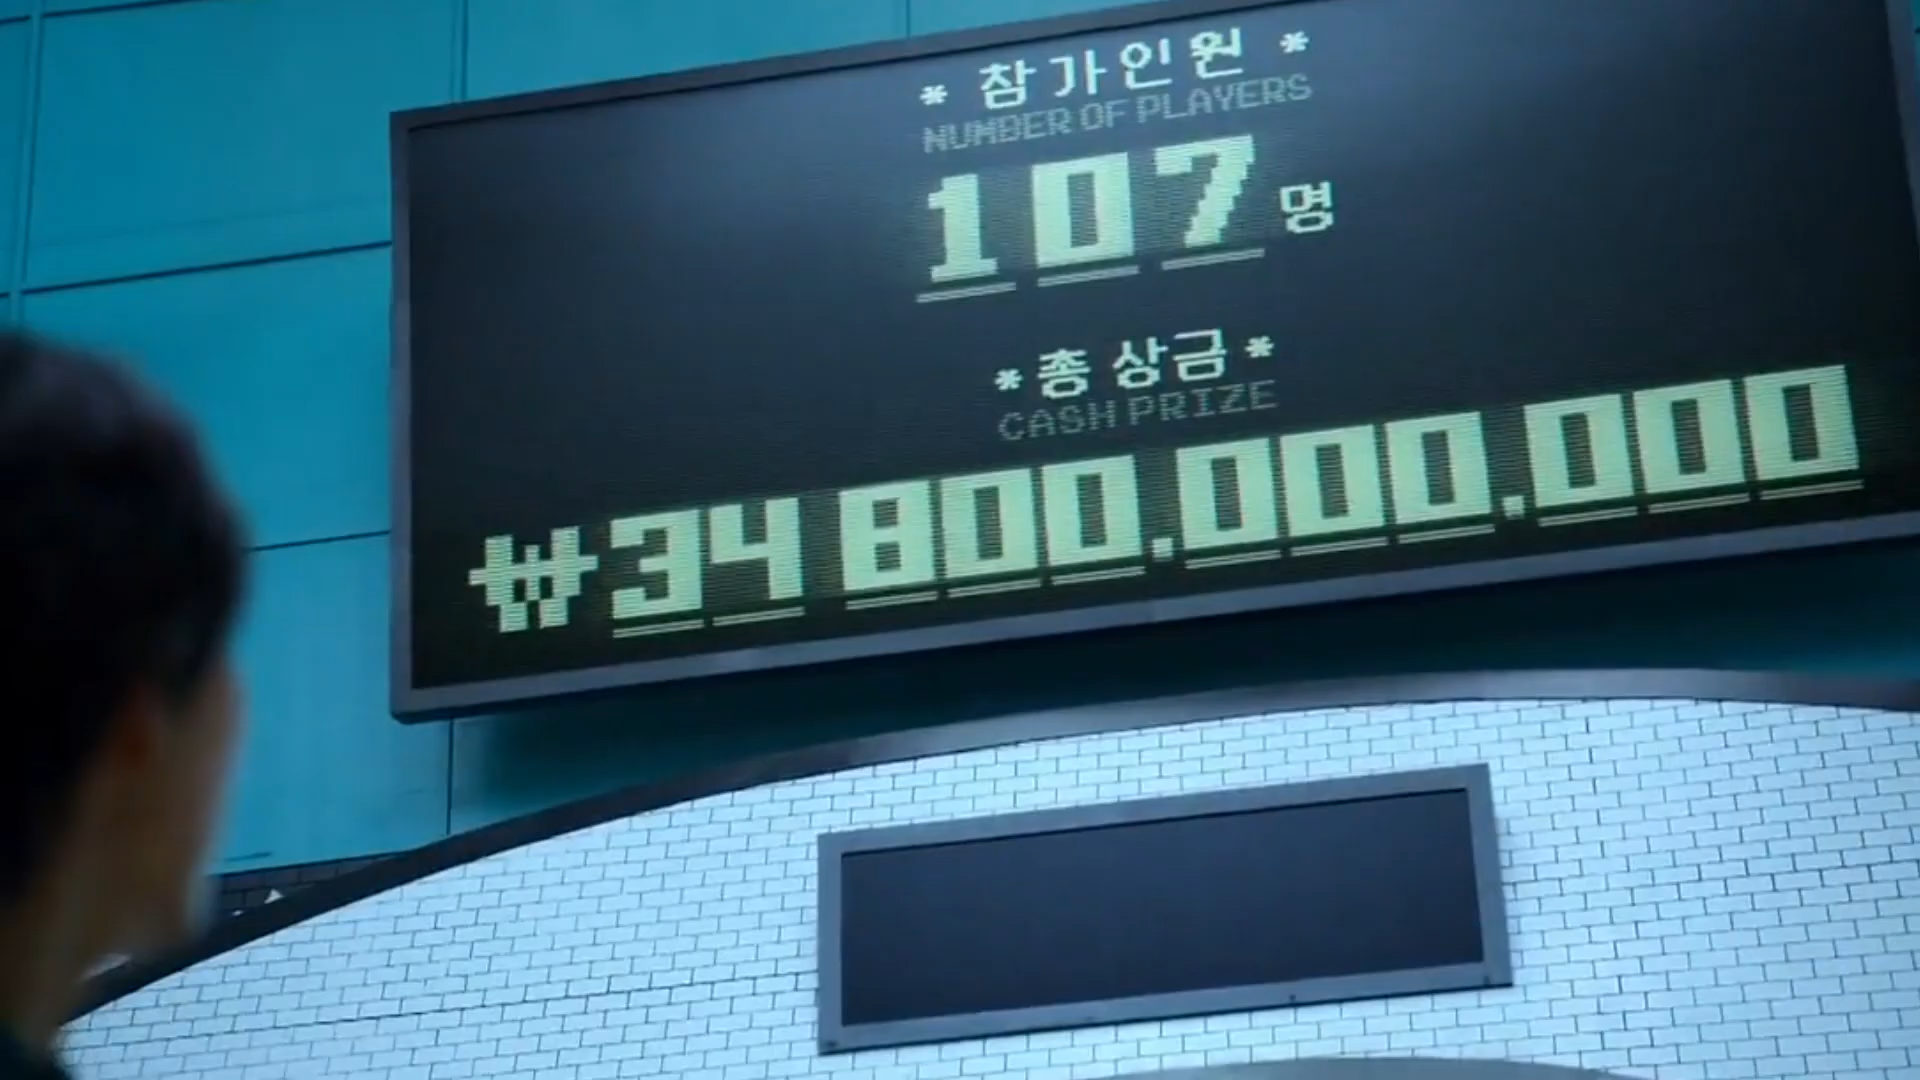 * 참가인원 *
NUMBER OF PLAYERS
107 명
* 총상금 *
CASH PRIZE
₩34 800,000,000